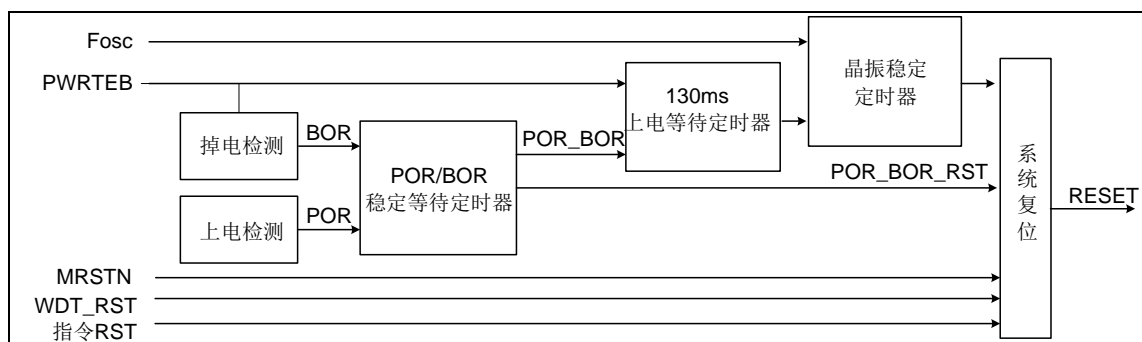 Fosc
PWRTEB
晶振稳定
定时器
130ms
上电等待定时器
掉电检测
BOR
POR_BOR
POR/BOR
稳定等待定时器
POR_BOR_RST
系统复位
RESET
上电检测
POR
MRSTN
WDT_RST
指令RST